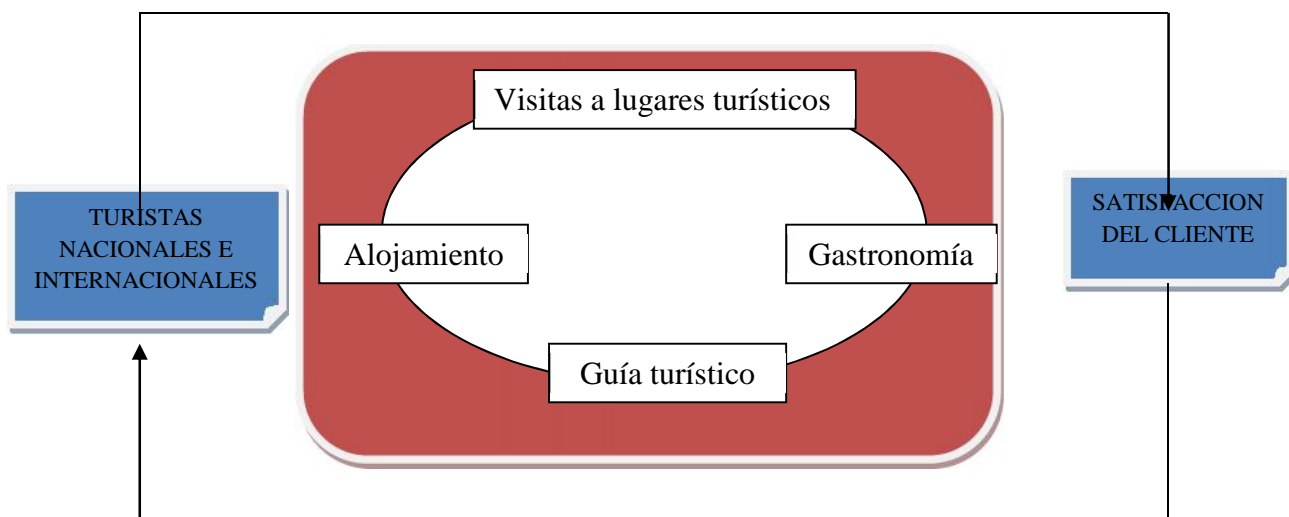 Visitas a lugares turísticos
TURISTAS
NACIONALES E
INTERNACIONALES
Alojamiento
Gastronomía
SATISFACCION
DEL CLIENTE
Guía turístico